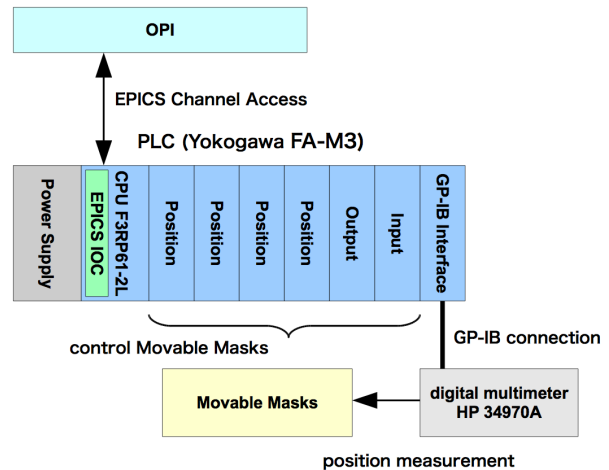 OPI
EPICS Channel Access
PLC (Yokogawa FA-M3)
Power Supply
EPICS IOC
CPU F3RP61-2L
Position
Position
Position
Position
Output
Input
GP-IB Interface
control Movable Masks
GP-IB connection
Movable Masks
digital multimeter
HP 34970A
position measurement